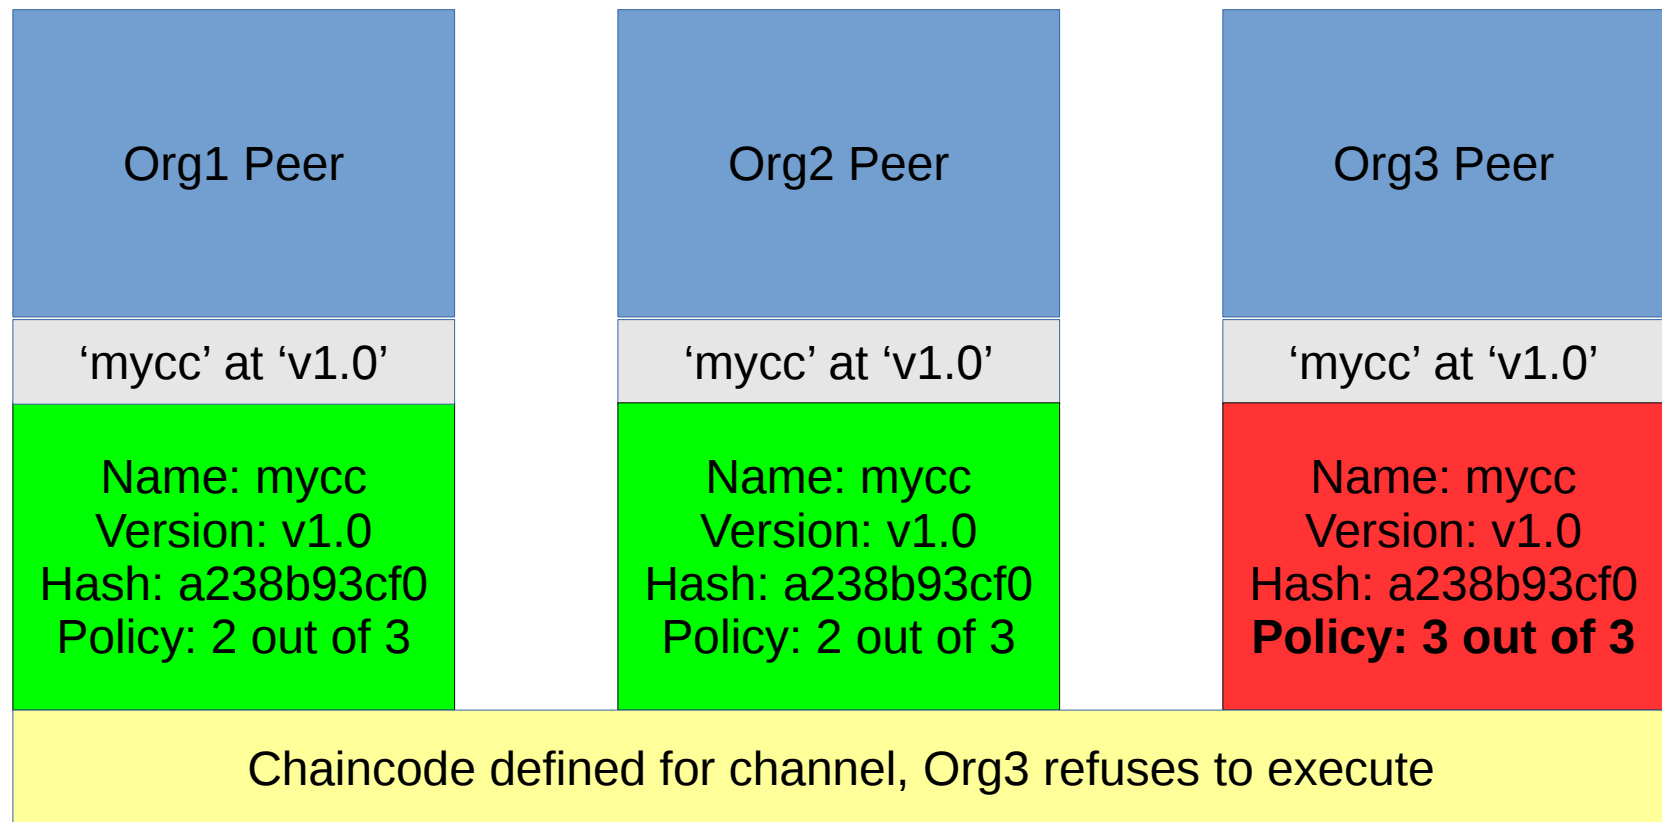 Org1 Peer
Org2 Peer
Org3 Peer
‘mycc’ at ‘v1.0’
‘mycc’ at ‘v1.0’
‘mycc’ at ‘v1.0’
Name: mycc
Version: v1.0
Hash: a238b93cf0
Policy: 2 out of 3
Name: mycc
Version: v1.0
Hash: a238b93cf0
Policy: 2 out of 3
Name: mycc
Version: v1.0
Hash: a238b93cf0
Policy: 3 out of 3
Chaincode defined for channel, Org3 refuses to execute